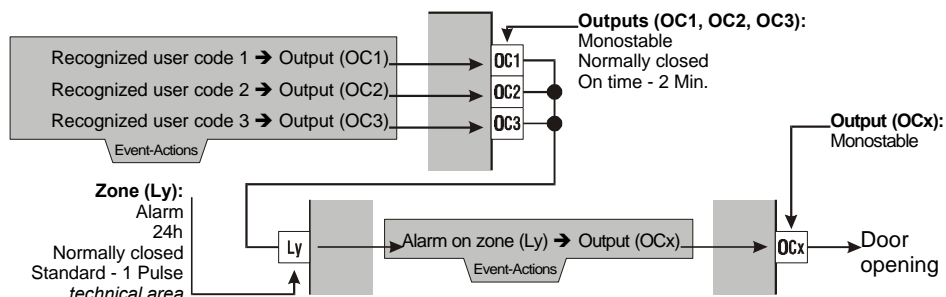 Outputs (OC1, OC2, OC3):
Monostable
Normally closed
On time - 2 Min.
Recognized user code 1 ➔ Output (OC1)
Recognized user code 2 ➔ Output (OC2)
Recognized user code 3 ➔ Output (OC3)
Event-Actions
OC1
OC2
OC3
Output (OCx):
Monostable
Zone (Ly):
Alarm
24h
Normally closed
Standard - 1 Pulse
technical area
Ly
Alarm on zone (Ly) ➔ Output (OCx)
Event-Actions
OCx
Door
opening